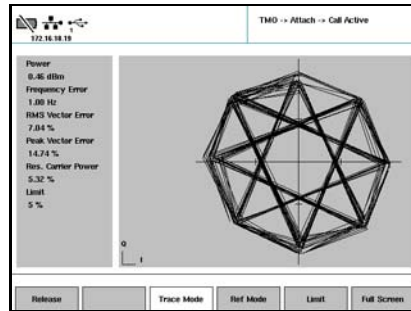 TMO -> Attach -> Call Active
172.16.18.19
Power
0.46 dBm
Frequency Error
1.00 Hz
RMS Vector Error
7.04 %
Peak Vector Error
14.74 %
Res. Carrier Power
5.32 %
Limit
5 %
Q
I
Release
Trace Mode
Ref Mode
Limit
Full Screen